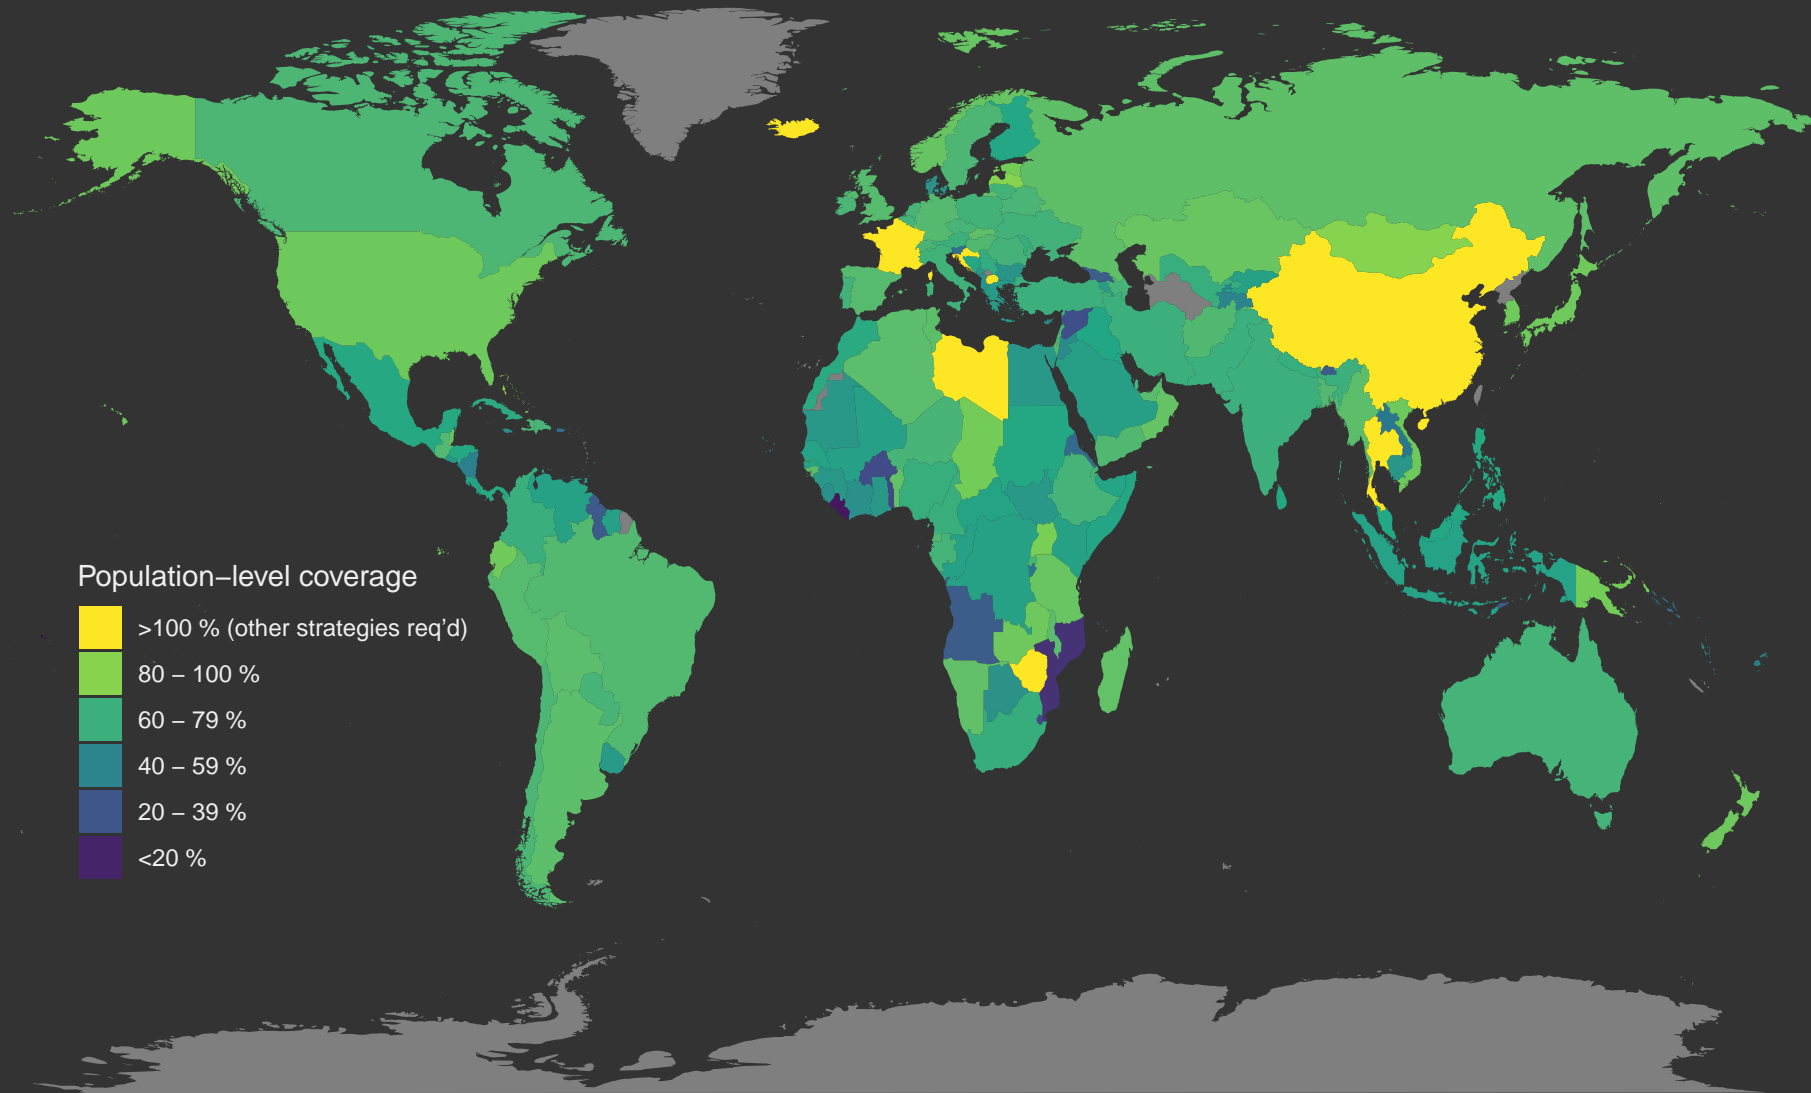 Population−level coverage
>100 % (other strategies req'd)
80 − 100 %
60 − 79 %
40 − 59 %
20 − 39 %
<20 %